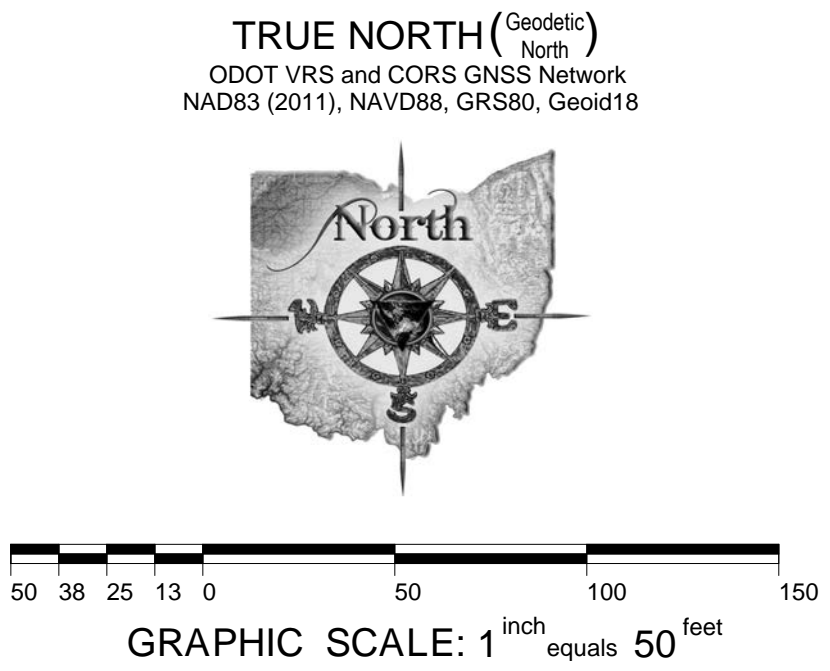 TRUE NORTH (Geodetic North)
ODOT VRS and CORS GNSS Network
NAD83 (2011), NAVD88, GRS80, Geoid18
North
E
S
50 38 25 13 0 50 100 150
GRAPHIC SCALE: 1 inch equals 50 feet